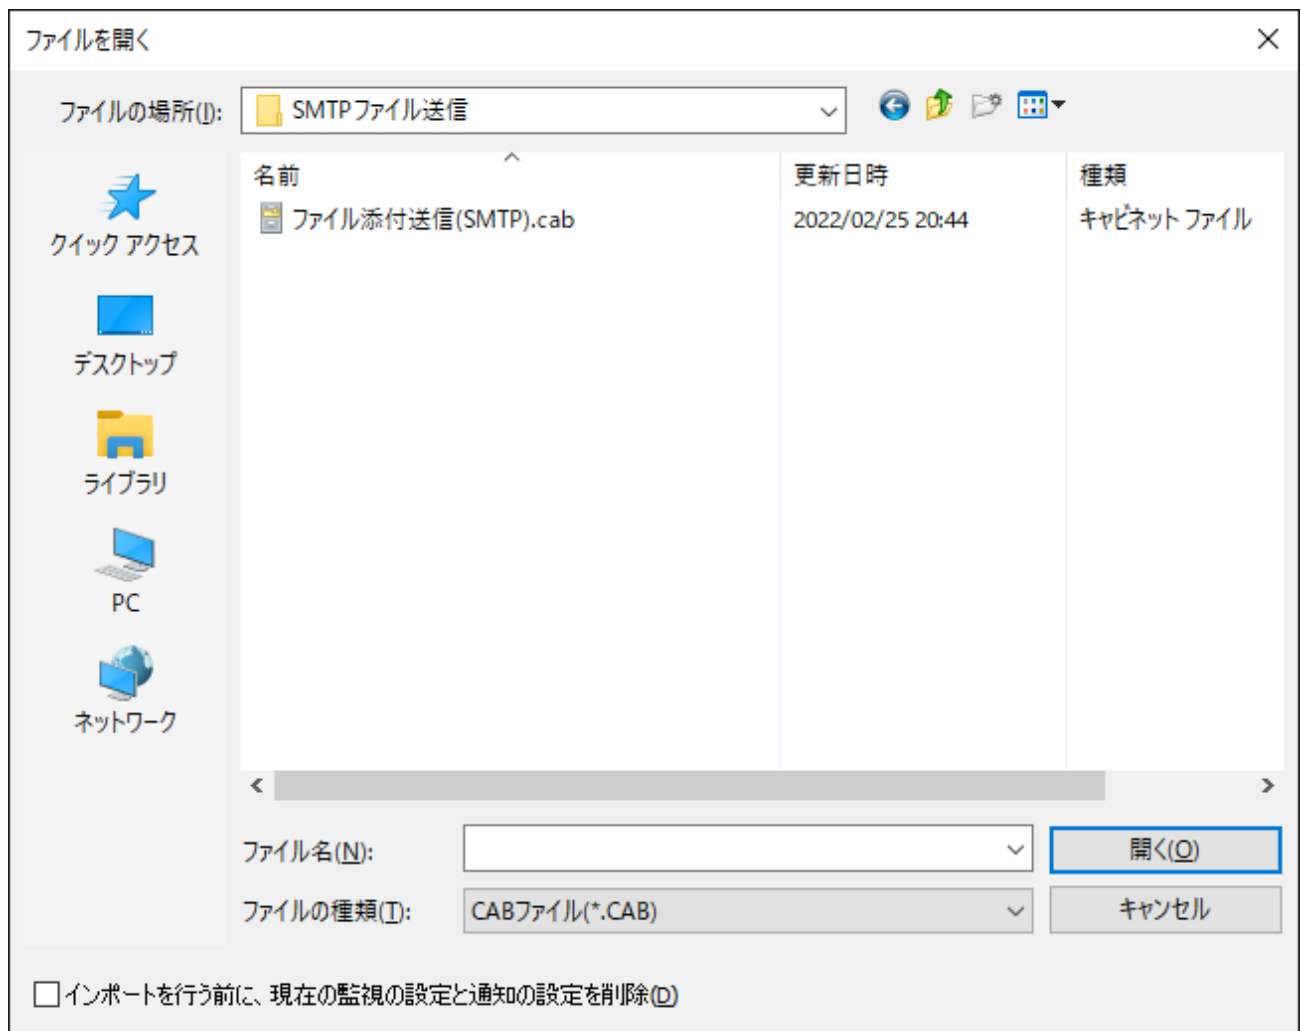 ファイルを開く
ファイルの場所(I): SMTPファイル送信
名前 更新日時 種類
ファイル添付送信(SMTP).cab 2022/02/25 20:44 キャビネット ファイル
クイック アクセス
デスクトップ
ライブラリ
PC
ネットワーク
ファイル名(N): 開く(O)
ファイルの種類(T): CABファイル(*.CAB) キャンセル
インポートを行う前に、現在の監視の設定と通知の設定を削除(D)